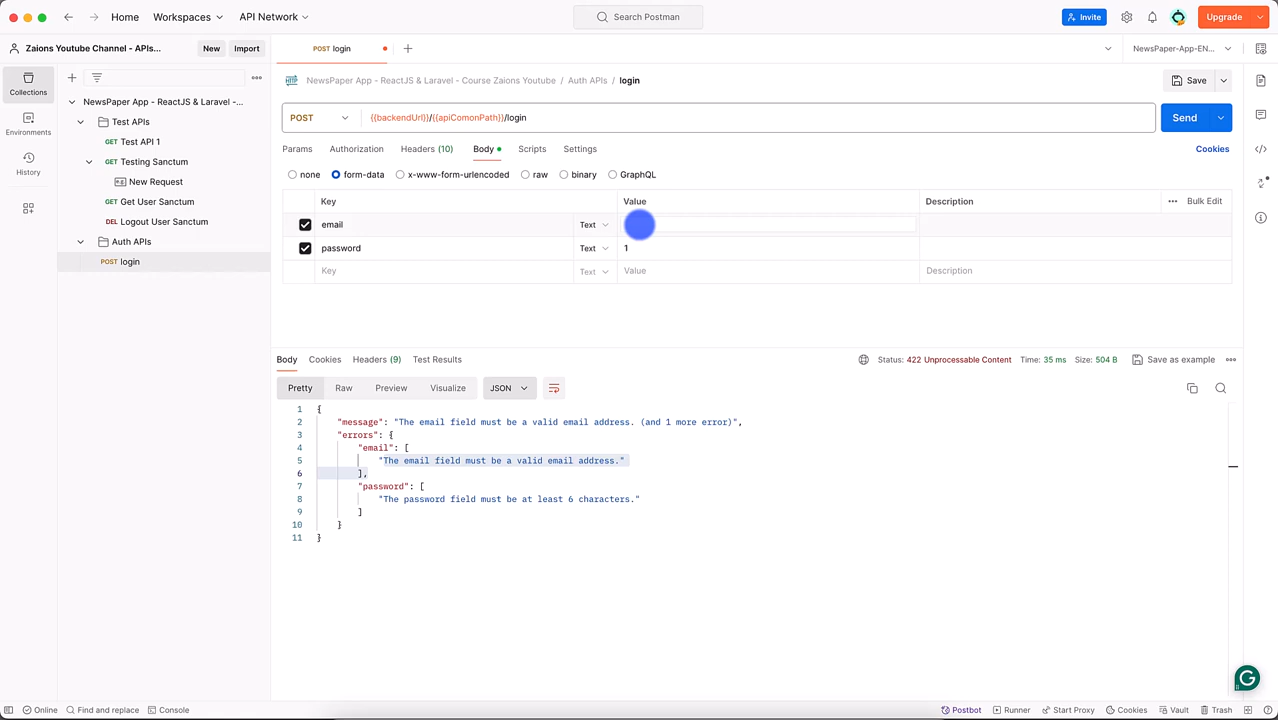 Home Workspaces API Network Search Postman Invite Upgrade
Zaions Youtube Channel - APIs... New Import POST login NewsPaper-App-EN...
Collections
Environments
History
NewsPaper App - ReactJS & Laravel -...
Test APIs
GET Test API 1
Testing Sanctum
GET Testing Sanctum
New Request
GET Get User Sanctum
DEL Logout User Sanctum
Auth APIs
POST login
HTTP NewsPaper App - ReactJS & Laravel - Course Zaions Youtube / Auth APIs / login Save
POST {{backendUrl}}/{{apiComonPath}}/login Send
Params Authorization Headers (10) Body Scripts Settings Cookies
none form-data x-www-form-urlencoded raw binary GraphQL
Key Value Description Bulk Edit
email Text
password Text 1
Key Text Value Description
Body Cookies Headers (9) Test Results Status: 422 Unprocessable Content Time: 35 ms Size: 504 B Save as example
Pretty Raw Preview Visualize JSON
1 {
2 "message": "The email field must be a valid email address. (and 1 more error)",
3 "errors": {
4 "email": [
5 "The email field must be a valid email address."
6 ],
7 "password": [
8 "The password field must be at least 6 characters."
9 ]
10 }
11 }
Online Find and replace Console Postbot Runner Start Proxy Cookies Vault Trash